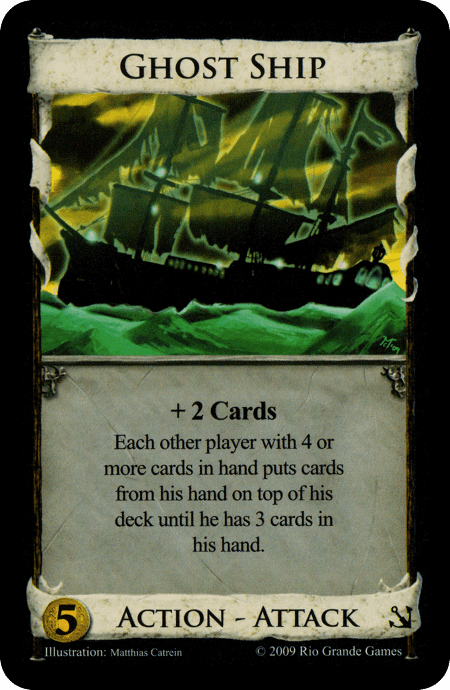 Ghost Ship
+ 2 Cards
Each other player with 4 or
more cards in hand puts cards
from his hand on top of his
deck until he has 3 cards in
his hand.
5 Action - Attack
Illustration: Matthias Catrein © 2009 Rio Grande Games